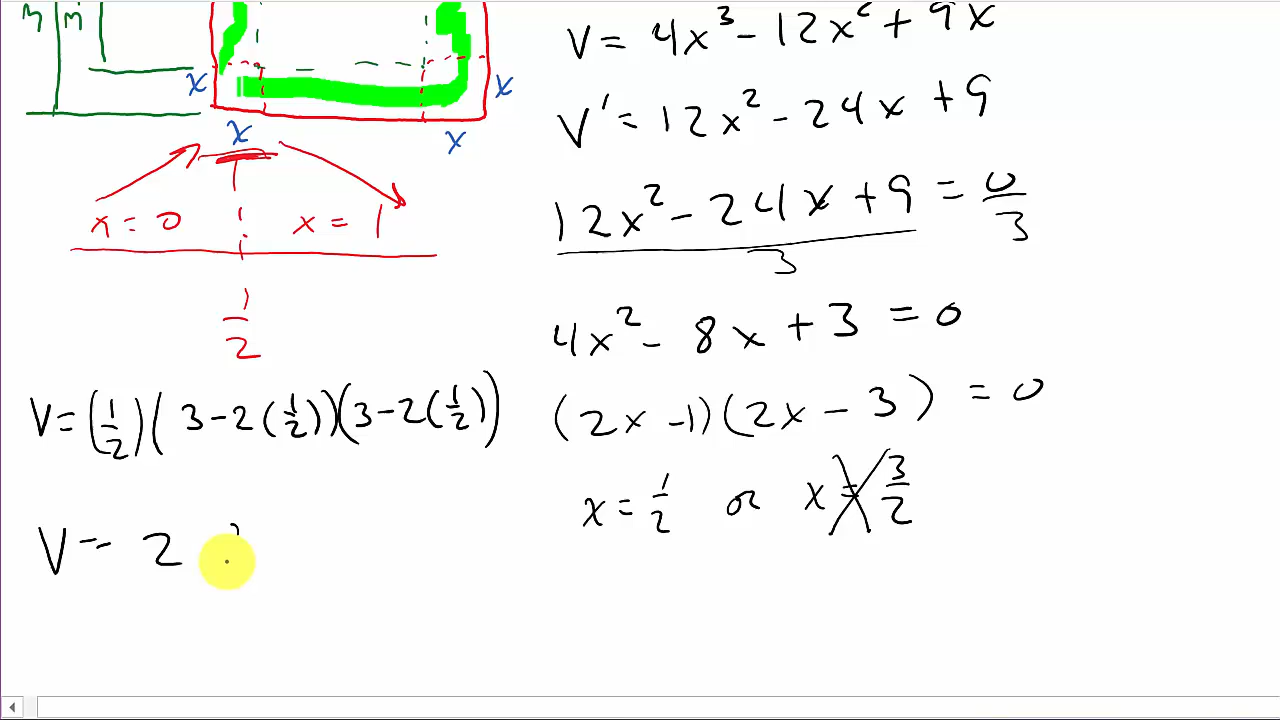 V = 4x³ - 12x² + 9x
x x
x x
V' = 12x² - 24x + 9
x = 0 x = 1
12x² - 24x + 9 = 0
3 3
1/2
4x² - 8x + 3 = 0
V = (1/2)(3 - 2(1/2))(3 - 2(1/2))
(2x - 1)(2x - 3) = 0
x = 1/2 or x = 3/2
V = 2